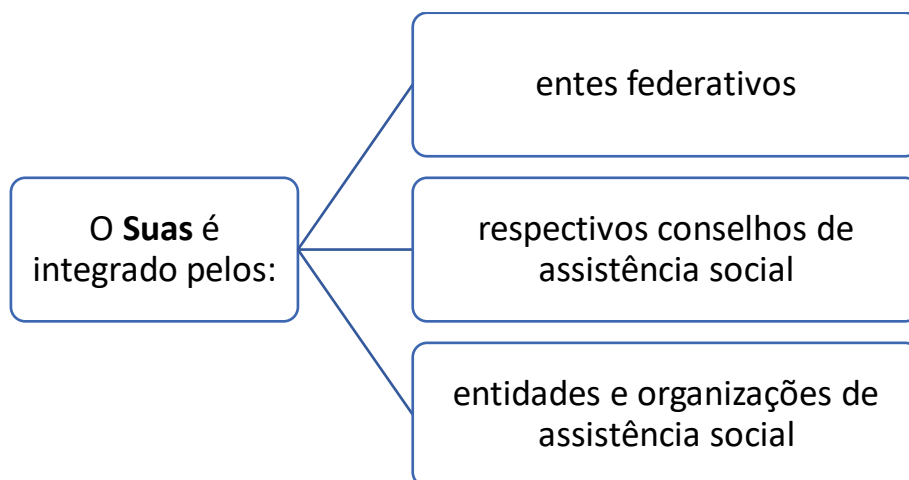 O Suas é
integrado pelos:
entes federativos
respectivos conselhos de
assistência social
entidades e organizações de
assistência social